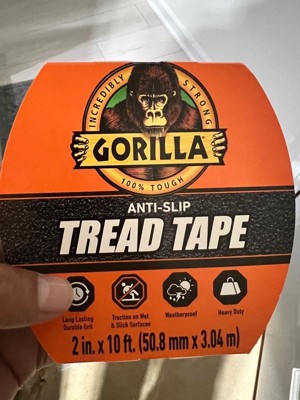 INCREDIBLY STRONG
GORILLA
100% TOUGH
ANTI-SLIP
TREAD TAPE
Long Lasting
Durable Grit
Traction on Wet
& Slick Surfaces
Weatherproof
Heavy Duty
2 in. x 10 ft. (50.8 mm x 3.04 m)